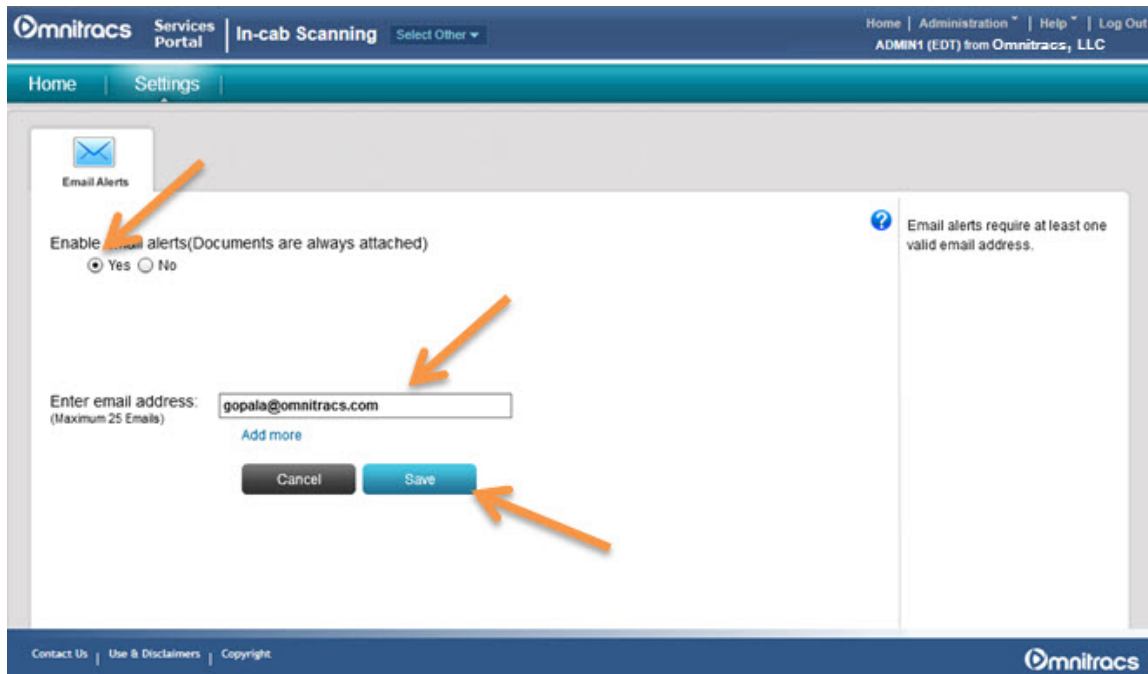 Omnitracs Services Portal In-cab Scanning Select Other
Home | Administration | Help | Log Out
ADMIN1 (EDT) from Omnitracs, LLC
Home Settings
Email Alerts
Enable alerts(Documents are always attached)
Yes No
Email alerts require at least one
valid email address.
Enter email address: gopala@omnitracs.com
(Maximum 25 Emails)
Add more
Cancel Save
Contact Us | Use & Disclaimers | Copyright
Omnitracs